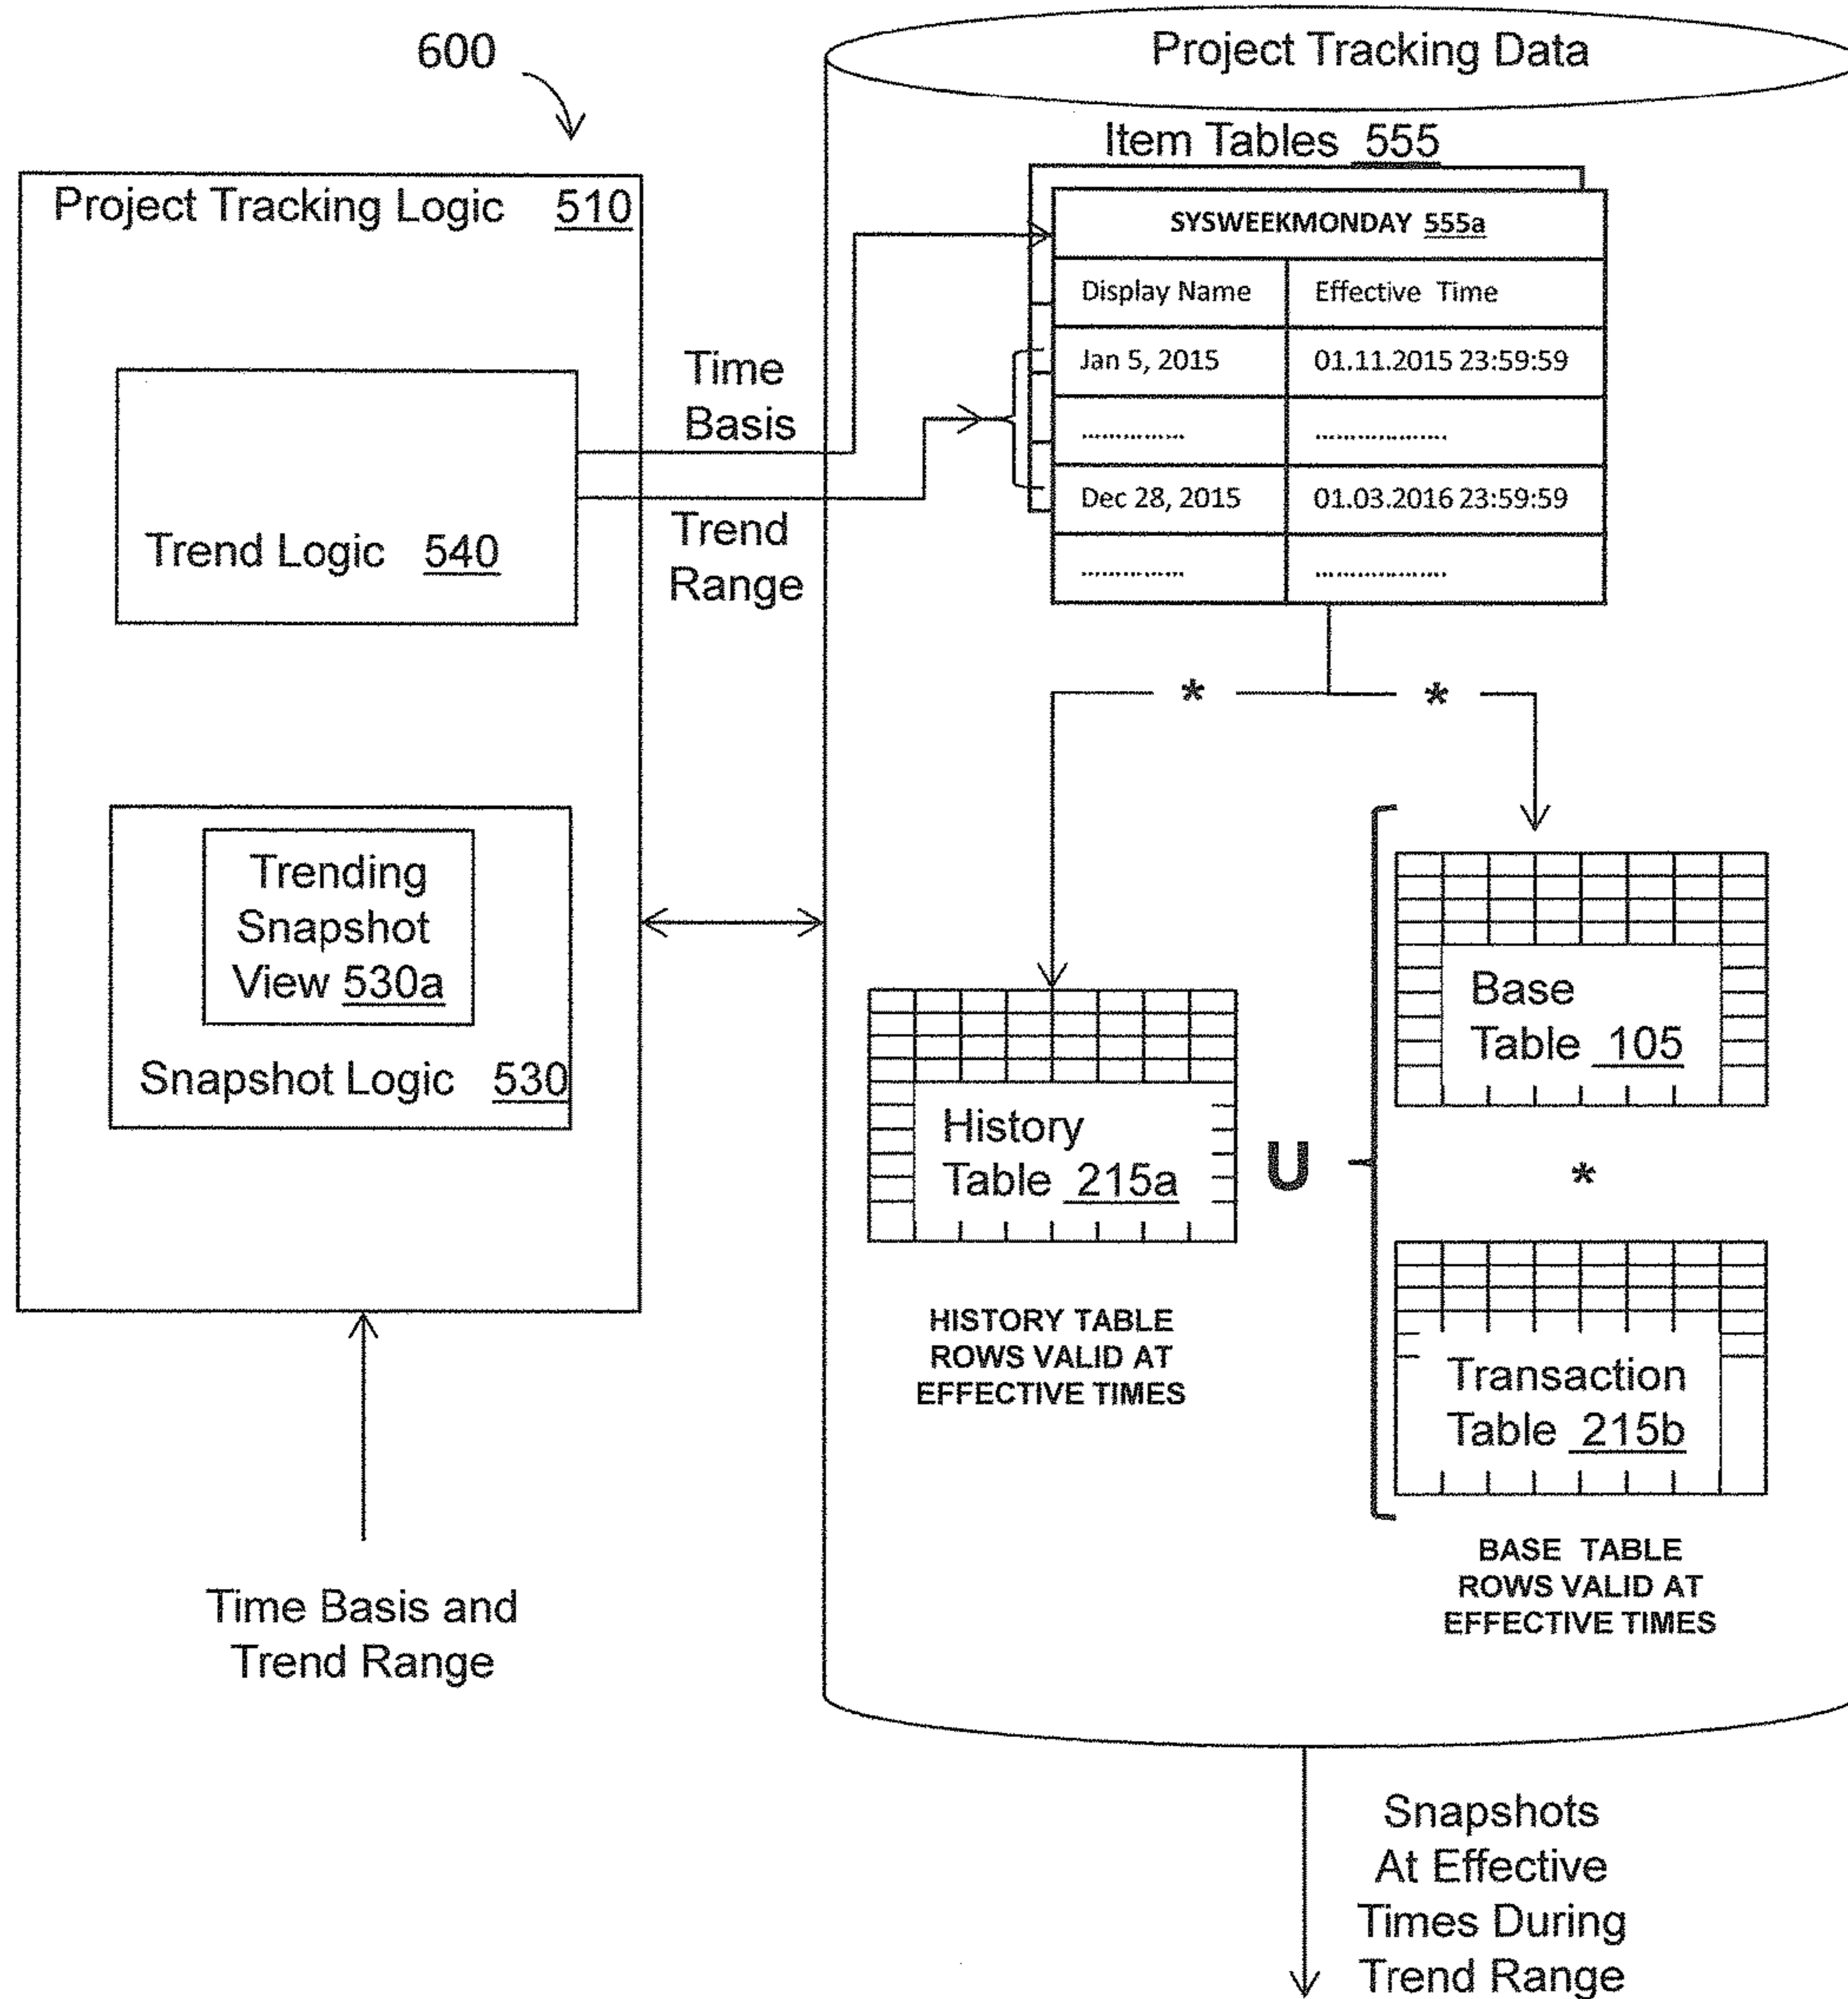 600
Project Tracking Data
Item Tables 555
Project Tracking Logic 510
SYSWEEKMONDAY 555a
Display Name Effective Time
Jan 5, 2015 01.11.2015 23:59:59
............... ...................
Dec 28, 2015 01.03.2016 23:59:59
............... ...................
Time
Basis
Trend
Range
Trend Logic 540
* *
Trending
Snapshot
View 530a
Snapshot Logic 530
Base
Table 105
History
Table 215a
U
*
Transaction
Table 215b
HISTORY TABLE
ROWS VALID AT
EFFECTIVE TIMES
BASE TABLE
ROWS VALID AT
EFFECTIVE TIMES
Time Basis and
Trend Range
Snapshots
At Effective
Times During
Trend Range